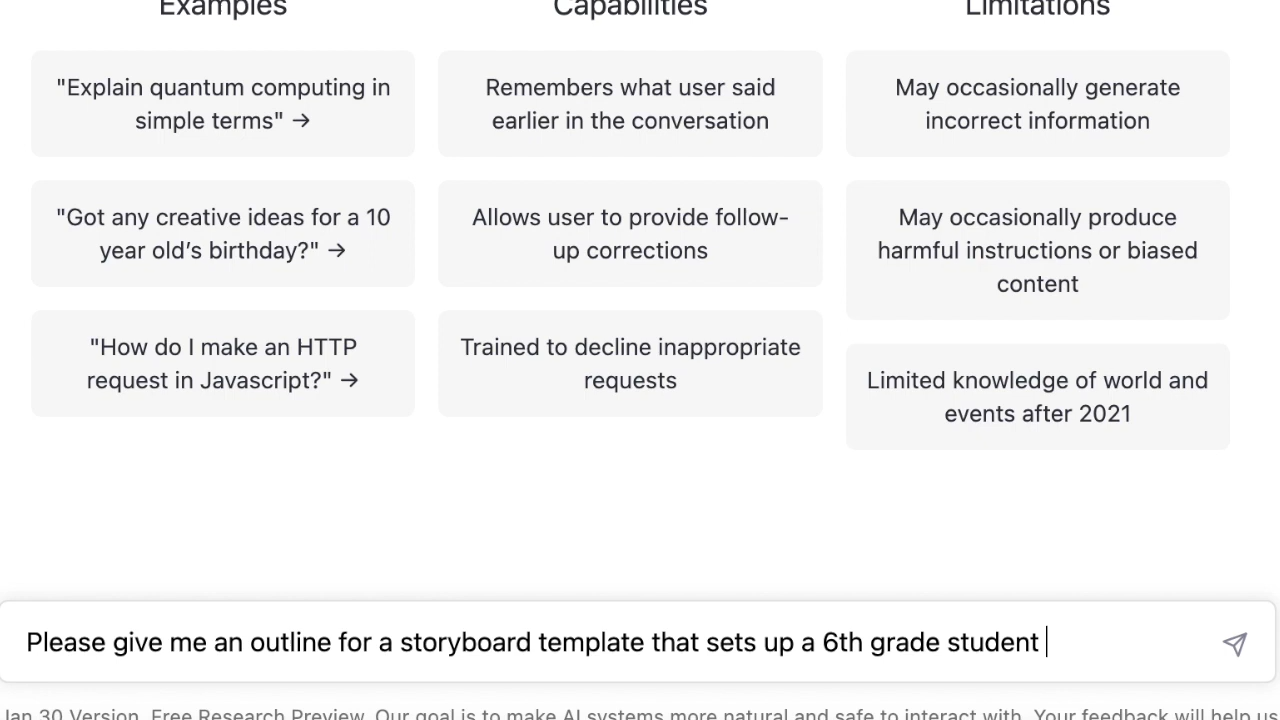 Examples
Capabilities
Limitations
"Explain quantum computing in
simple terms" →
Remembers what user said
earlier in the conversation
May occasionally generate
incorrect information
"Got any creative ideas for a 10
year old's birthday?" →
Allows user to provide follow-
up corrections
May occasionally produce
harmful instructions or biased
content
"How do I make an HTTP
request in Javascript?" →
Trained to decline inappropriate
requests
Limited knowledge of world and
events after 2021
Please give me an outline for a storyboard template that sets up a 6th grade student
Jan 30 Version. Free Research Preview. Our goal is to make AI systems more natural and safe to interact with. Your feedback will help us